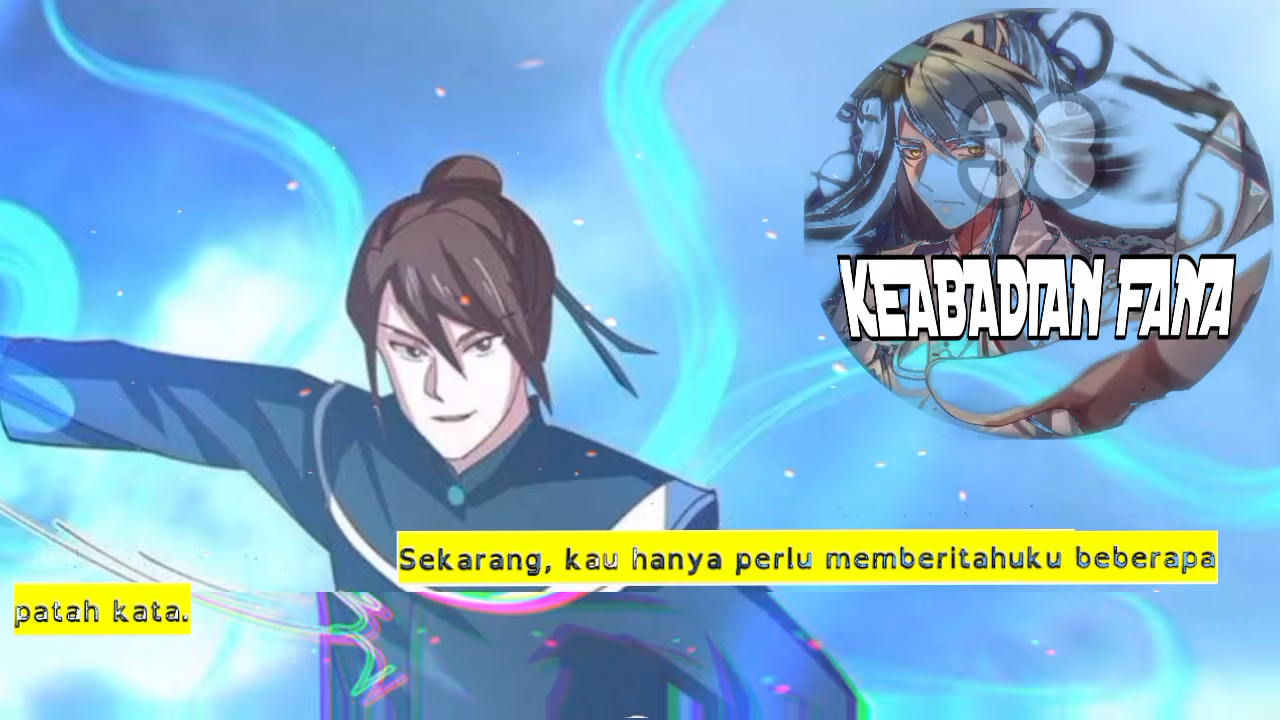 KEABADIAN FANA
Sekarang, kau hanya perlu memberitahuku beberapa
patah kata.